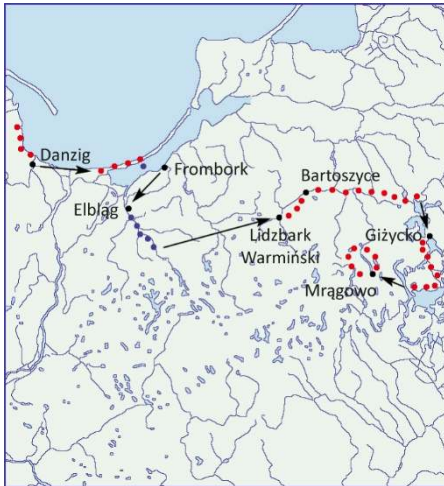 Danzig
Frombork
Elbląg
Bartoszyce
Lidzbark
Warmiński
Giżycko
Mrągowo